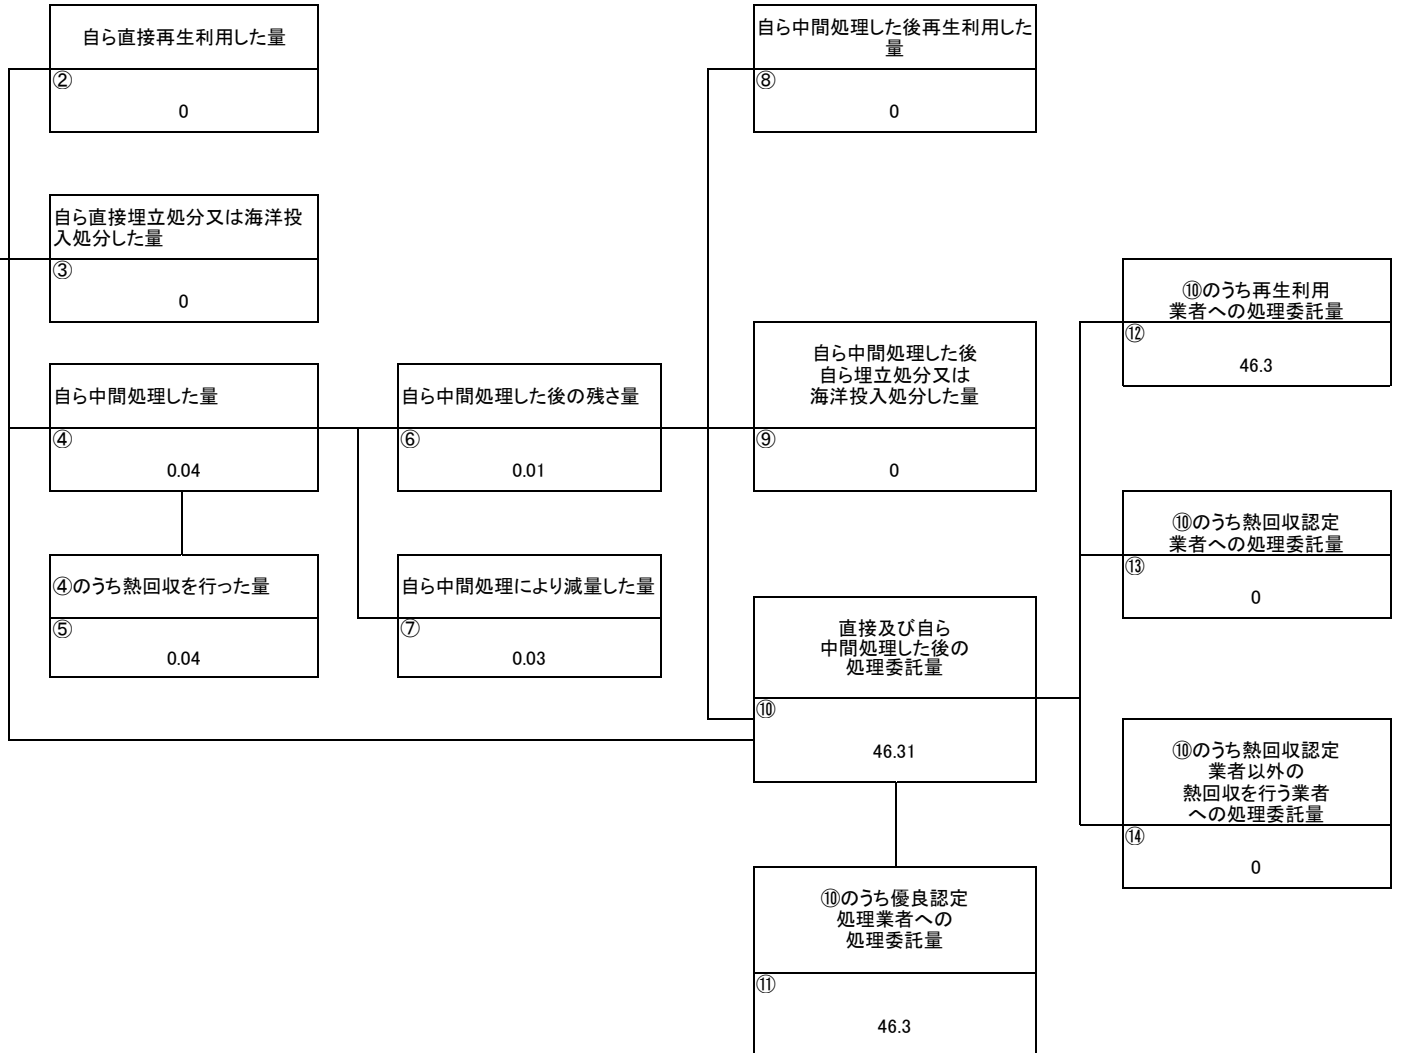 自ら直接再生利用した量
②
0
自ら直接埋立処分又は海洋投
入処分した量
③
0
自ら中間処理した量
④
0.04
④のうち熱回収を行った量
⑤
0.04
自ら中間処理した後の残さ量
⑥
0.01
自ら中間処理により減量した量
⑦
0.03
自ら中間処理した後再生利用した
量
⑧
0
自ら中間処理した後
自ら埋立処分又は
海洋投入処分した量
⑨
0
直接及び自ら
中間処理した後の
処理委託量
⑩
46.31
⑩のうち優良認定
処理業者への
処理委託量
⑪
46.3
⑩のうち再生利用
業者への処理委託量
⑫
46.3
⑩のうち熱回収認定
業者への処理委託量
⑬
0
⑩のうち熱回収認定
業者以外の
熱回収を行う業者
への処理委託量
⑭
0